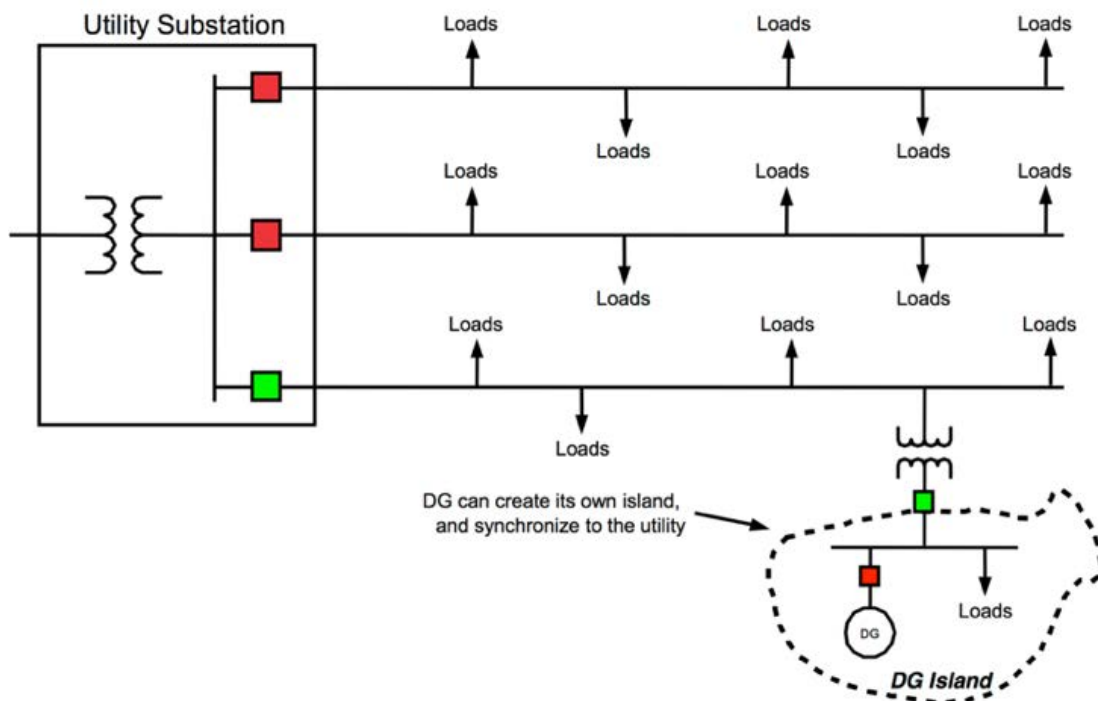 Utility Substation
Loads
Loads
Loads
Loads
Loads
Loads
Loads
Loads
Loads
Loads
Loads
Loads
Loads
Loads
DG can create its own island,
and synchronize to the utility
Loads
DG
DG Island